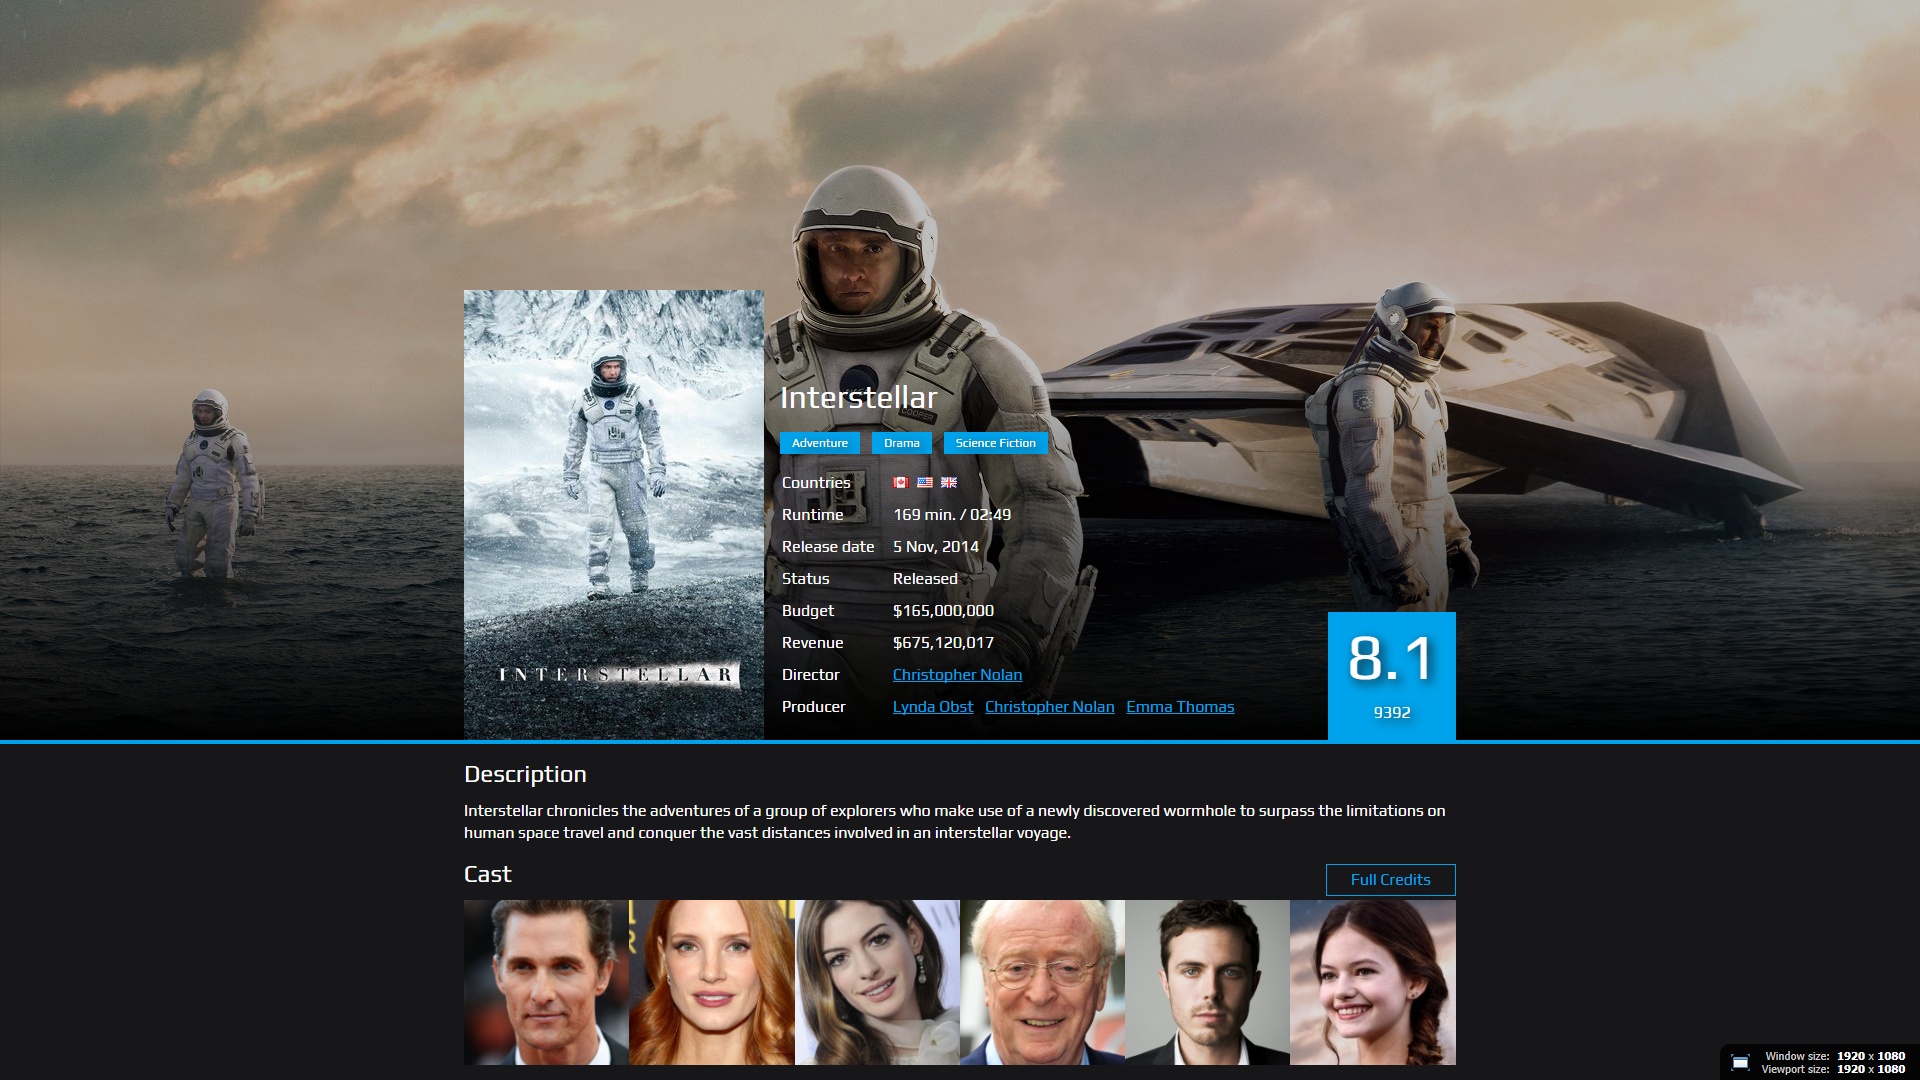 Interstellar
COOPER
Adventure Drama Science Fiction
Countries
Runtime 169 min. / 02:49
Release date 5 Nov, 2014
Status Released
Budget $165,000,000
Revenue $675,120,017
Director Christopher Nolan
Producer Lynda Obst Christopher Nolan Emma Thomas
INTERSTELLAR
8.1
9392
Description
Interstellar chronicles the adventures of a group of explorers who make use of a newly discovered wormhole to surpass the limitations on
human space travel and conquer the vast distances involved in an interstellar voyage.
Cast
Full Credits
Window size: 1920 x 1080
Viewport size: 1920 x 1080